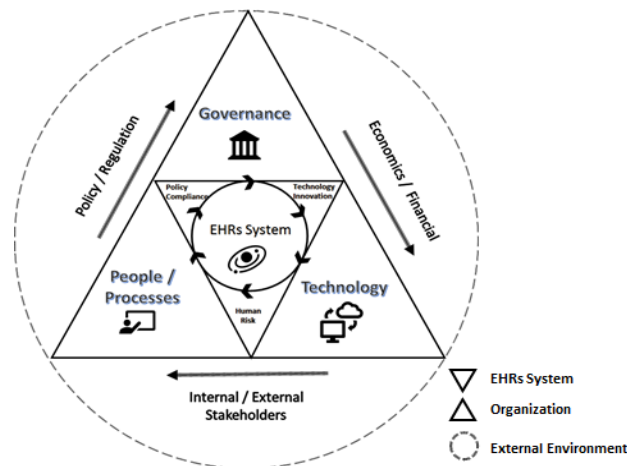 Governance
Policy / Regulation
Economics / Financial
Policy
Compliance
Technology
Innovation
EHRs System
People /
Processes
Technology
Human
Risk
Internal / External
Stakeholders
EHRs System
Organization
External Environment